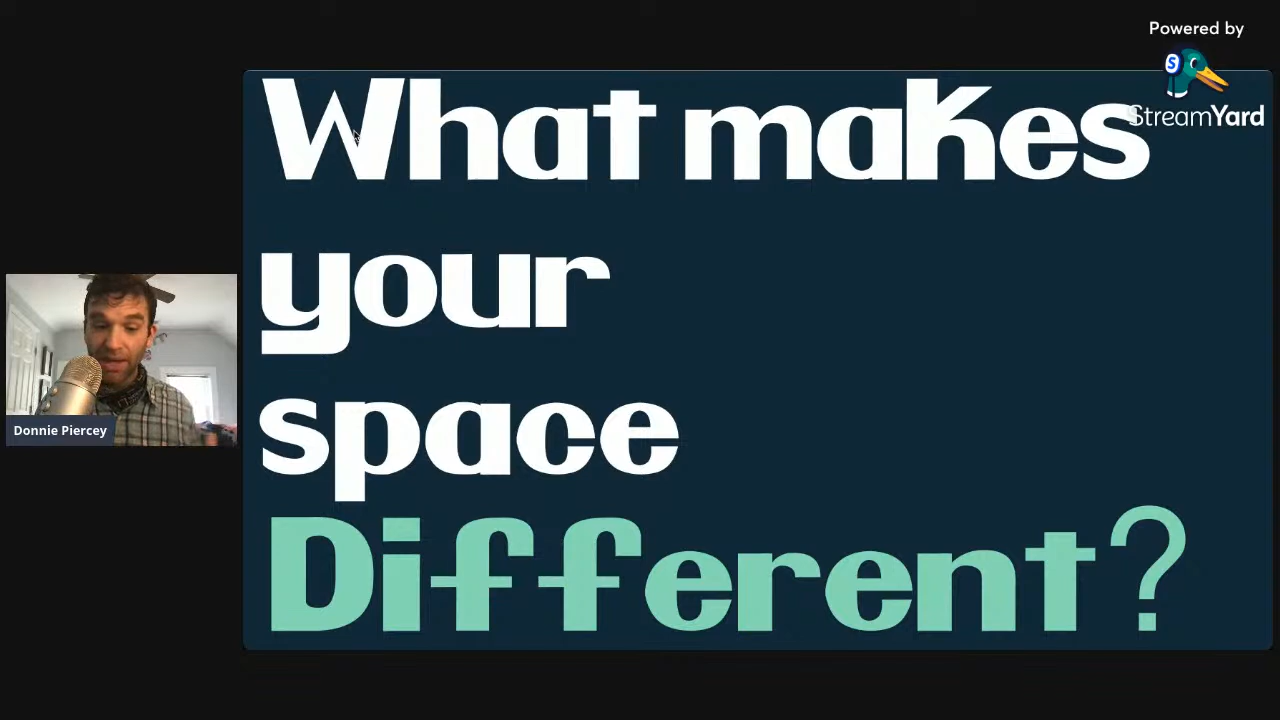 Powered by
StreamYard
What makes
your
space
Different?
Donnie Piercey